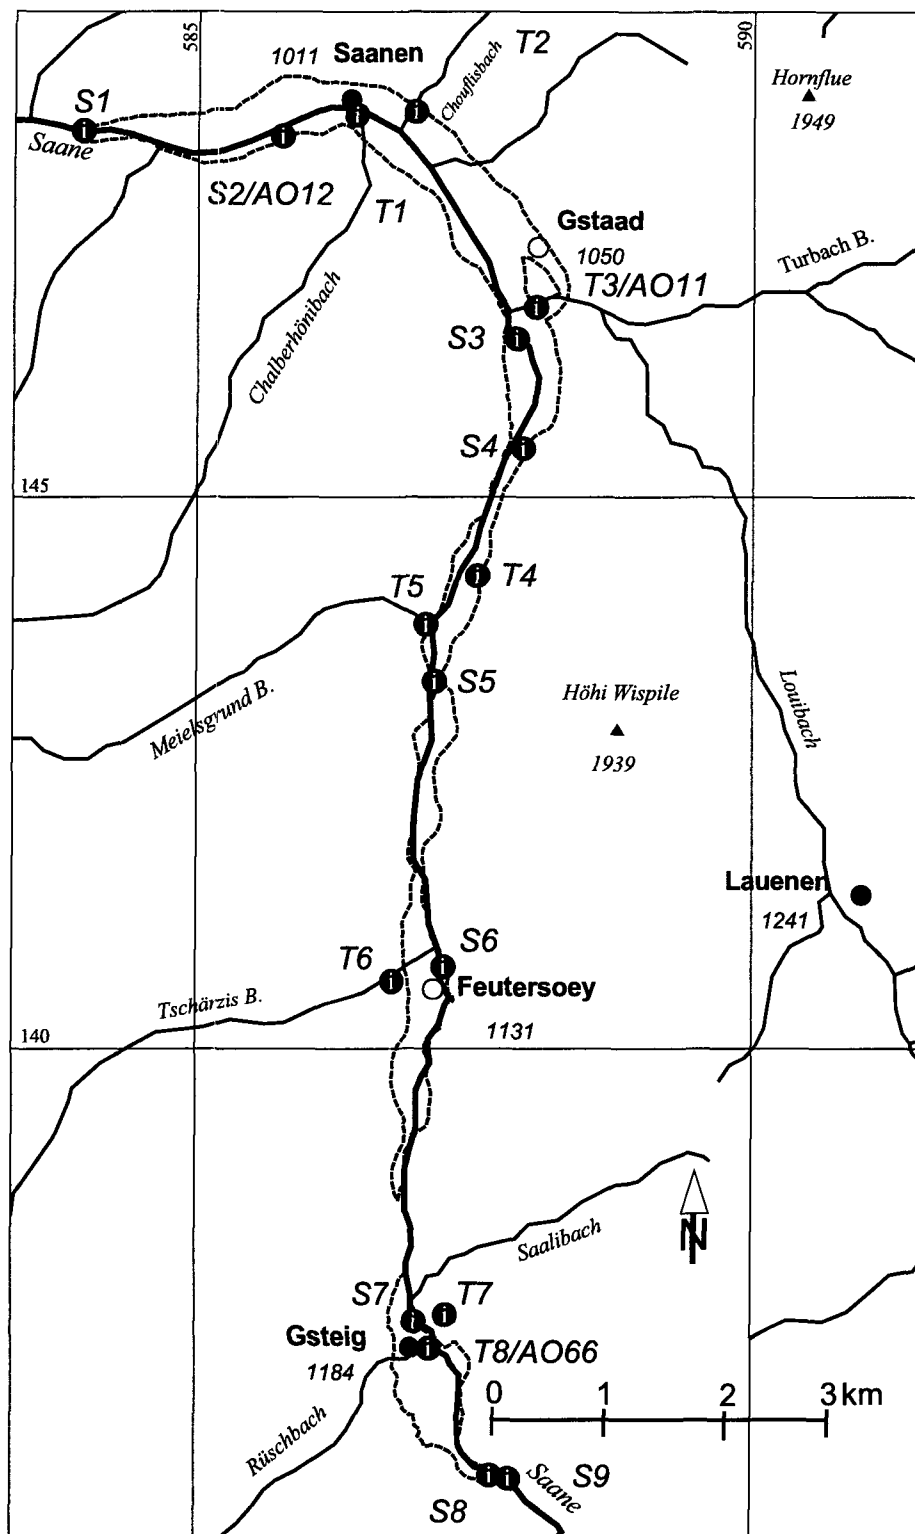 585
590
1011
Saanen
T2
Chouflisbach
Hornflue
1949
S1
Saane
S2/AO12
T1
Gstaad
1050
Turbach B.
T3/AO11
S3
Chalberhönibach
S4
145
T5
T4
S5
Höhi Wispile
1939
Louibach
Meielsgrund B.
Lauenen
1241
S6
T6
Feutersoey
Tschärzis B.
1131
140
N
Saalibach
S7
T7
Gsteig
1184
T8/AO66
0 1 2 3 km
Rüschbach
S8
Saane
S9